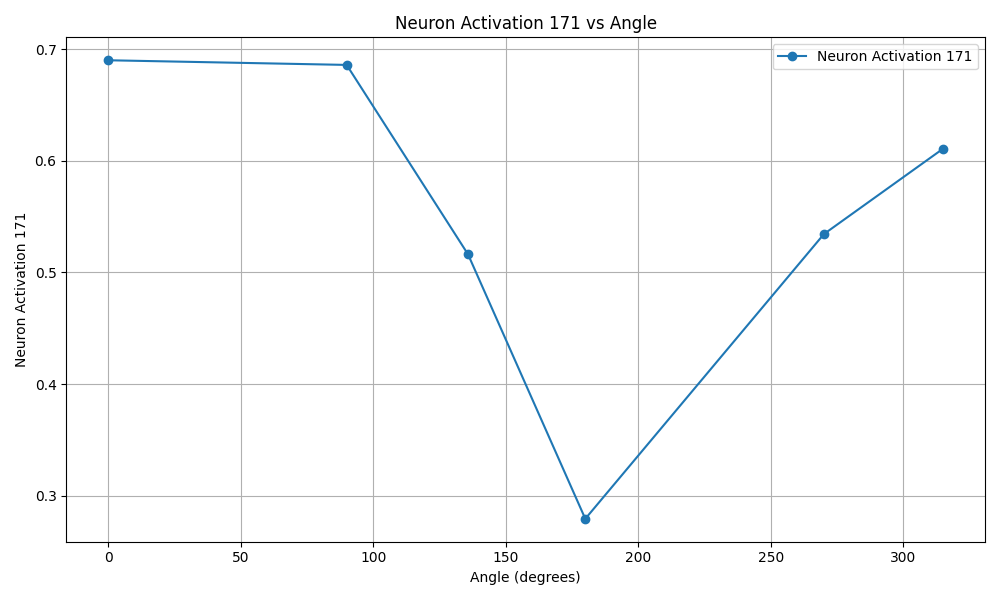 Neuron Activation 171 vs Angle
Neuron Activation 171
0.7
0.6
0.5
0.4
0.3
Neuron Activation 171
0 50 100 150 200 250 300
Angle (degrees)